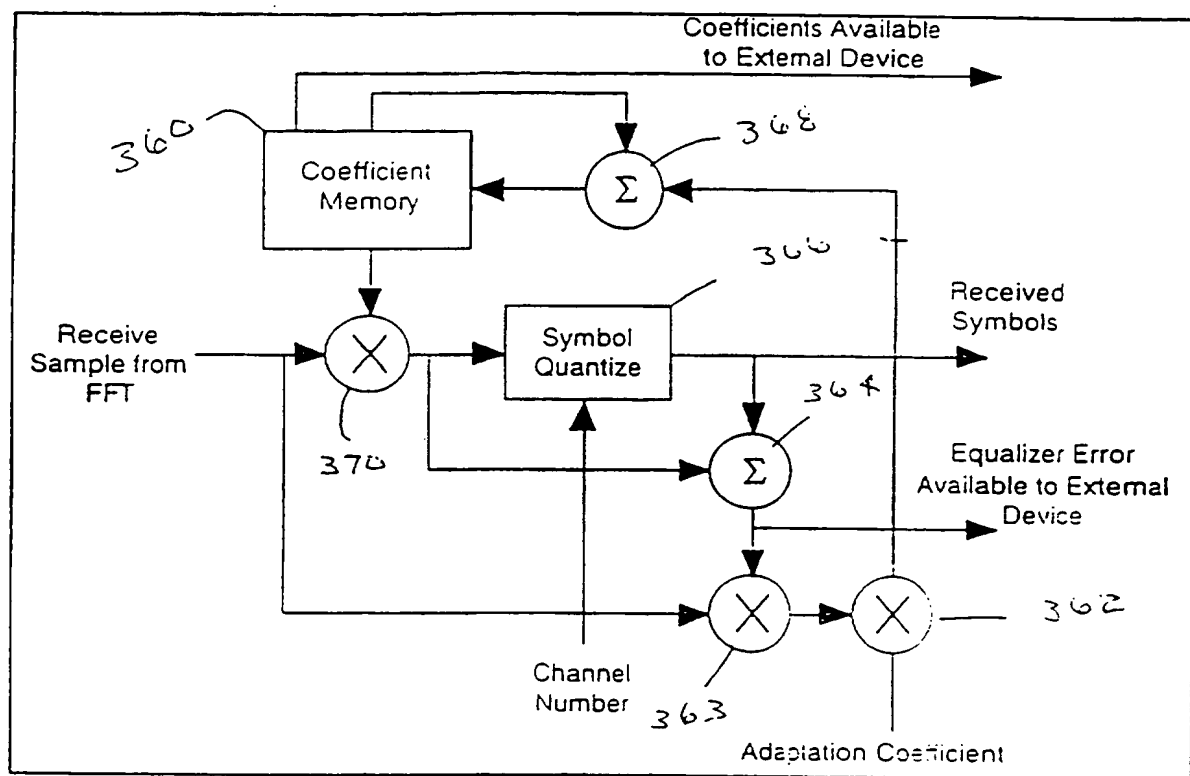 Coefficients Available
to External Device
360
368
Coefficient
Memory
Σ
366
Received
Symbols
Receive
Sample from
FFT
Symbol
Quantize
364
370
Σ
Equalizer Error
Available to External
Device
362
Channel
Number
363
Adaptation Coefficient